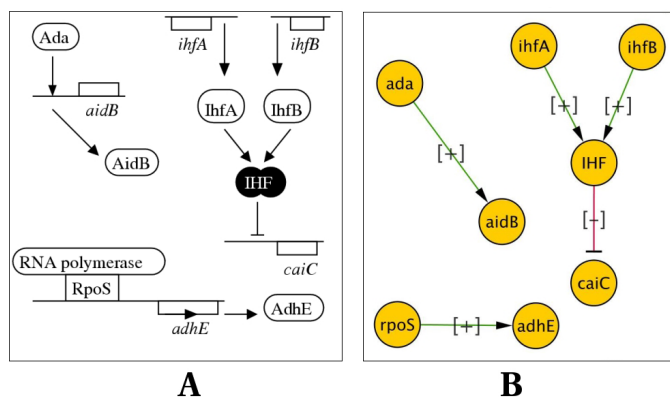 Ada
ihfA
ihfB
aidB
IhfA
IhfB
AidB
IHF
caiC
RNA polymerase
RpoS
adhE
AdhE
A
ihfA
ihfB
ada
[+]
[+]
[+]
IHF
aidB
[-]
caiC
rpoS
[+]
adhE
B